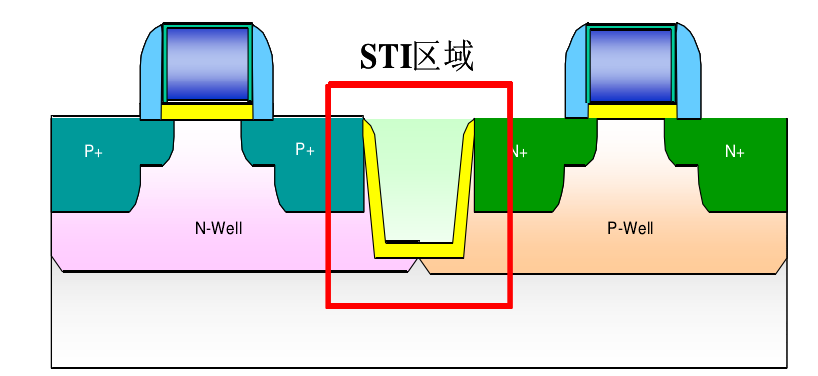 STI区域
P+
P+
N+
N+
N-Well
P-Well